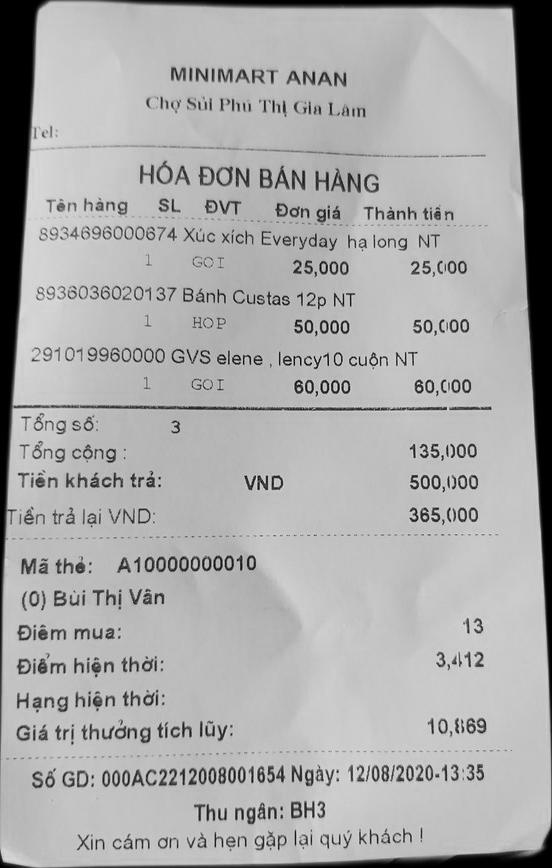 MINIMART ANAN
Chợ Sủi Phú Thị Gia Lâm
Tel:
HÓA ĐƠN BÁN HÀNG
Tên hàng SL ĐVT Đơn giá Thành tiền
8934696000674 Xúc xích Everyday hạ long NT
1 GOI 25,000 25,000
8936036020137 Bánh Custas 12p NT
1 HOP 50,000 50,000
291019960000 GVS elene , lency10 cuộn NT
1 GOI 60,000 60,000
Tổng số: 3
Tổng cộng : 135,000
Tiền khách trả: VND 500,000
Tiền trả lại VND: 365,000
Mã thẻ: A10000000010
(0) Bùi Thị Vân
Điểm mua: 13
Điểm hiện thời: 3,412
Hạng hiện thời:
Giá trị thưởng tích lũy: 10,869
Số GD: 000AC2212008001654 Ngày: 12/08/2020-13:35
Thu ngân: BH3
Xin cám ơn và hẹn gặp lại quý khách !